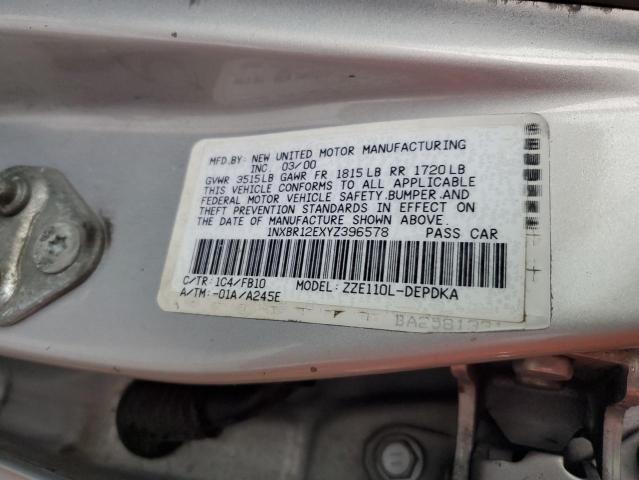 MFD.BY: NEW UNITED MOTOR MANUFACTURING
INC. 03/00
GVWR 3515LB GAWR FR 1815LB RR 1720LB
THIS VEHICLE CONFORMS TO ALL APPLICABLE
FEDERAL MOTOR VEHICLE SAFETY,BUMPER,AND
THEFT PREVENTION STANDARDS IN EFFECT ON
THE DATE OF MANUFACTURE SHOWN ABOVE.
1NXBR12EXYZ396578 PASS CAR
C/TR: 1C4/FB10 MODEL: ZZE110L-DEPDKA
A/TM: -01A/A245E